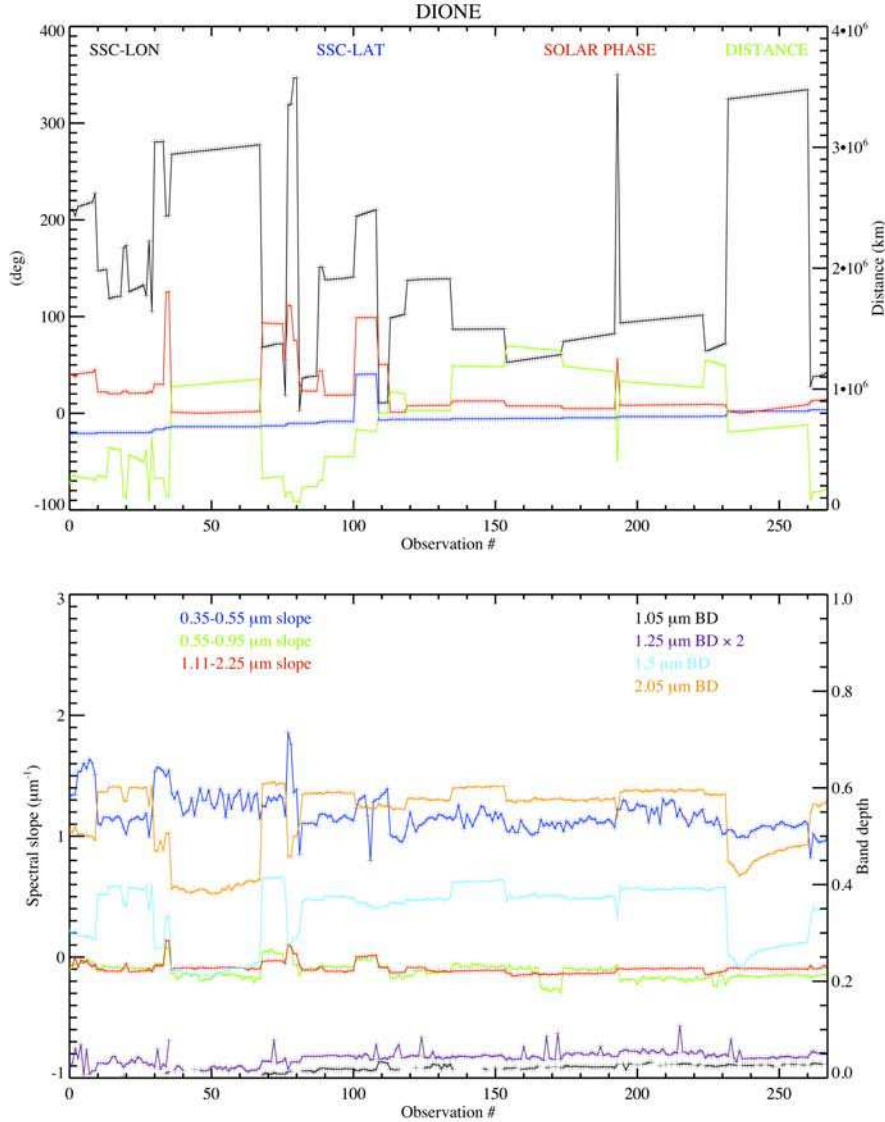 DIONE
SSC-LON SSC-LAT SOLAR PHASE DISTANCE
400
300
200
100
0
-100
(deg)
4•10⁶
3•10⁶
2•10⁶
1•10⁶
0
Distance (km)
0 50 100 150 200 250
Observation #
0.35-0.55 µm slope
0.55-0.95 µm slope
1.11-2.25 µm slope
1.05 µm BD
1.25 µm BD × 2
1.5 µm BD
2.05 µm BD
3
2
1
0
-1
Spectral slope (µm⁻¹)
1.0
0.8
0.6
0.4
0.2
0.0
Band depth
0 50 100 150 200 250
Observation #